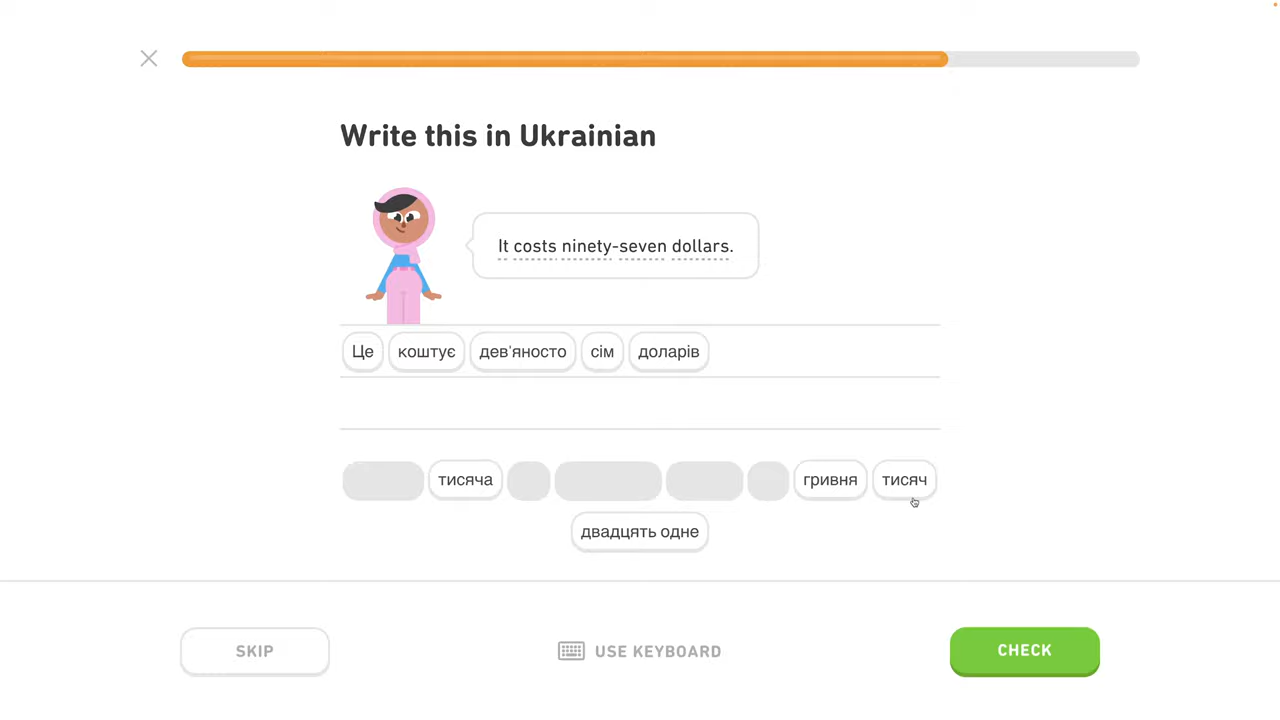 Write this in Ukrainian
It costs ninety-seven dollars.
Це коштує дев'яносто сім доларів
тисяча гривня тисяч
двадцять одне
SKIP USE KEYBOARD CHECK